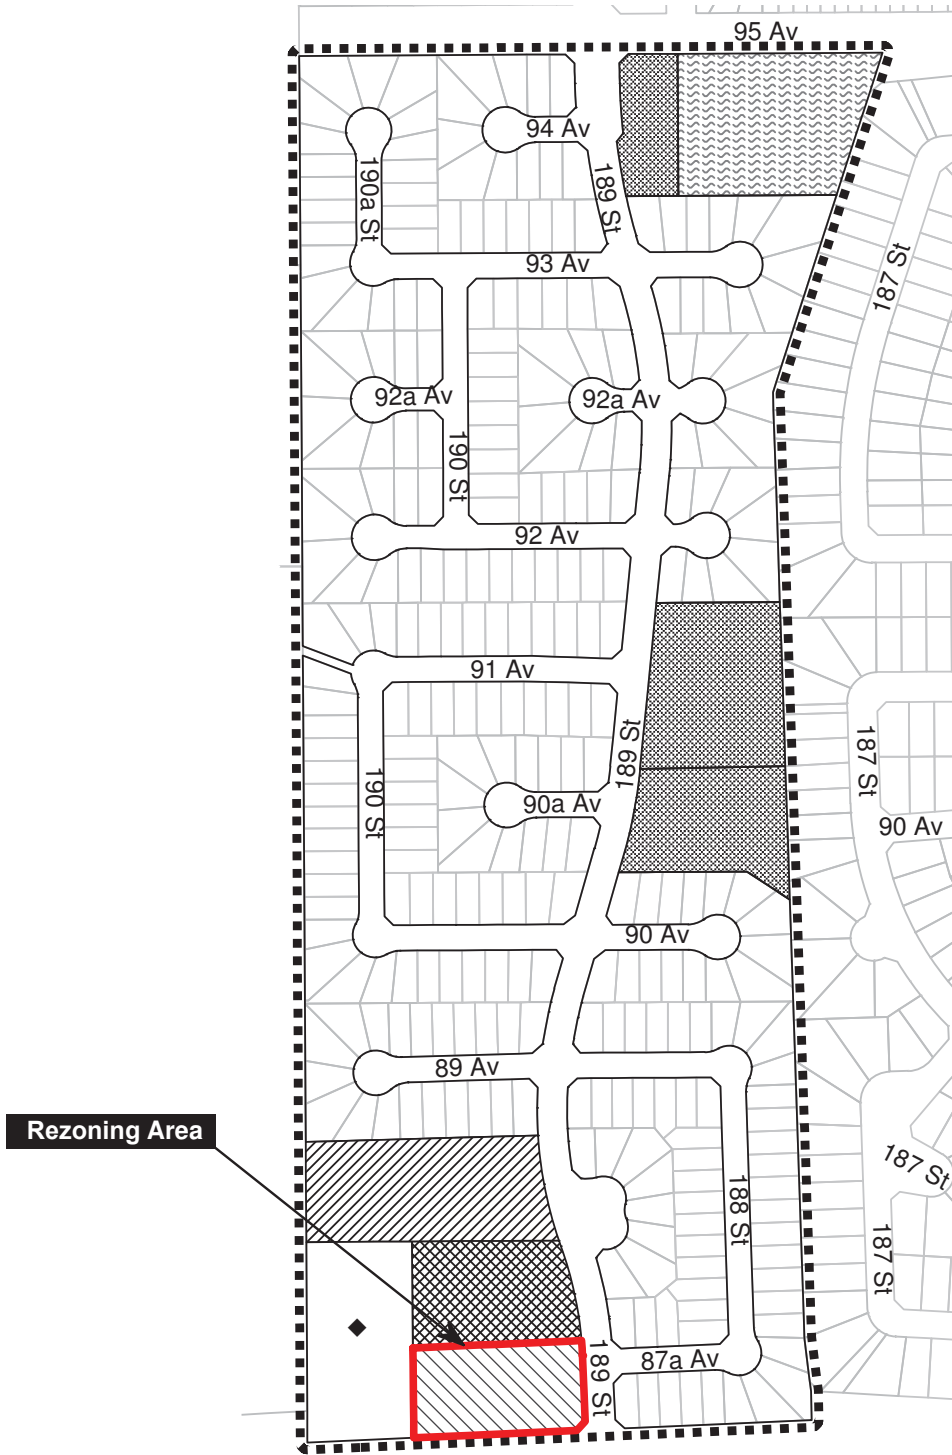 95 Av
94 Av
190a St
189 St
93 Av
187 St
92a Av
92a Av
190 St
92 Av
91 Av
189 St
187 St
190 St
90a Av
90 Av
90 Av
89 Av
Rezoning Area
187 St
188 St
187 St
87a Av
189 St